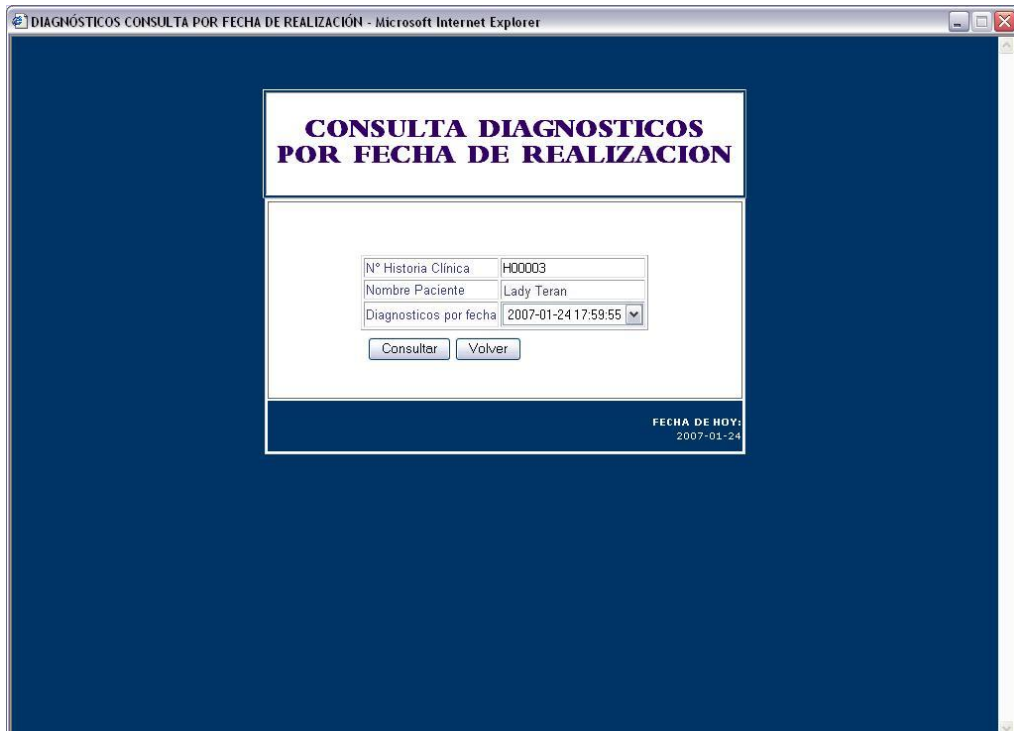 DIAGNÓSTICOS CONSULTA POR FECHA DE REALIZACIÓN - Microsoft Internet Explorer
CONSULTA DIAGNOSTICOS
POR FECHA DE REALIZACION
N° Historia Clínica H00003
Nombre Paciente Lady Teran
Diagnosticos por fecha 2007-01-24 17:59:55
Consultar Volver
FECHA DE HOY:
2007-01-24